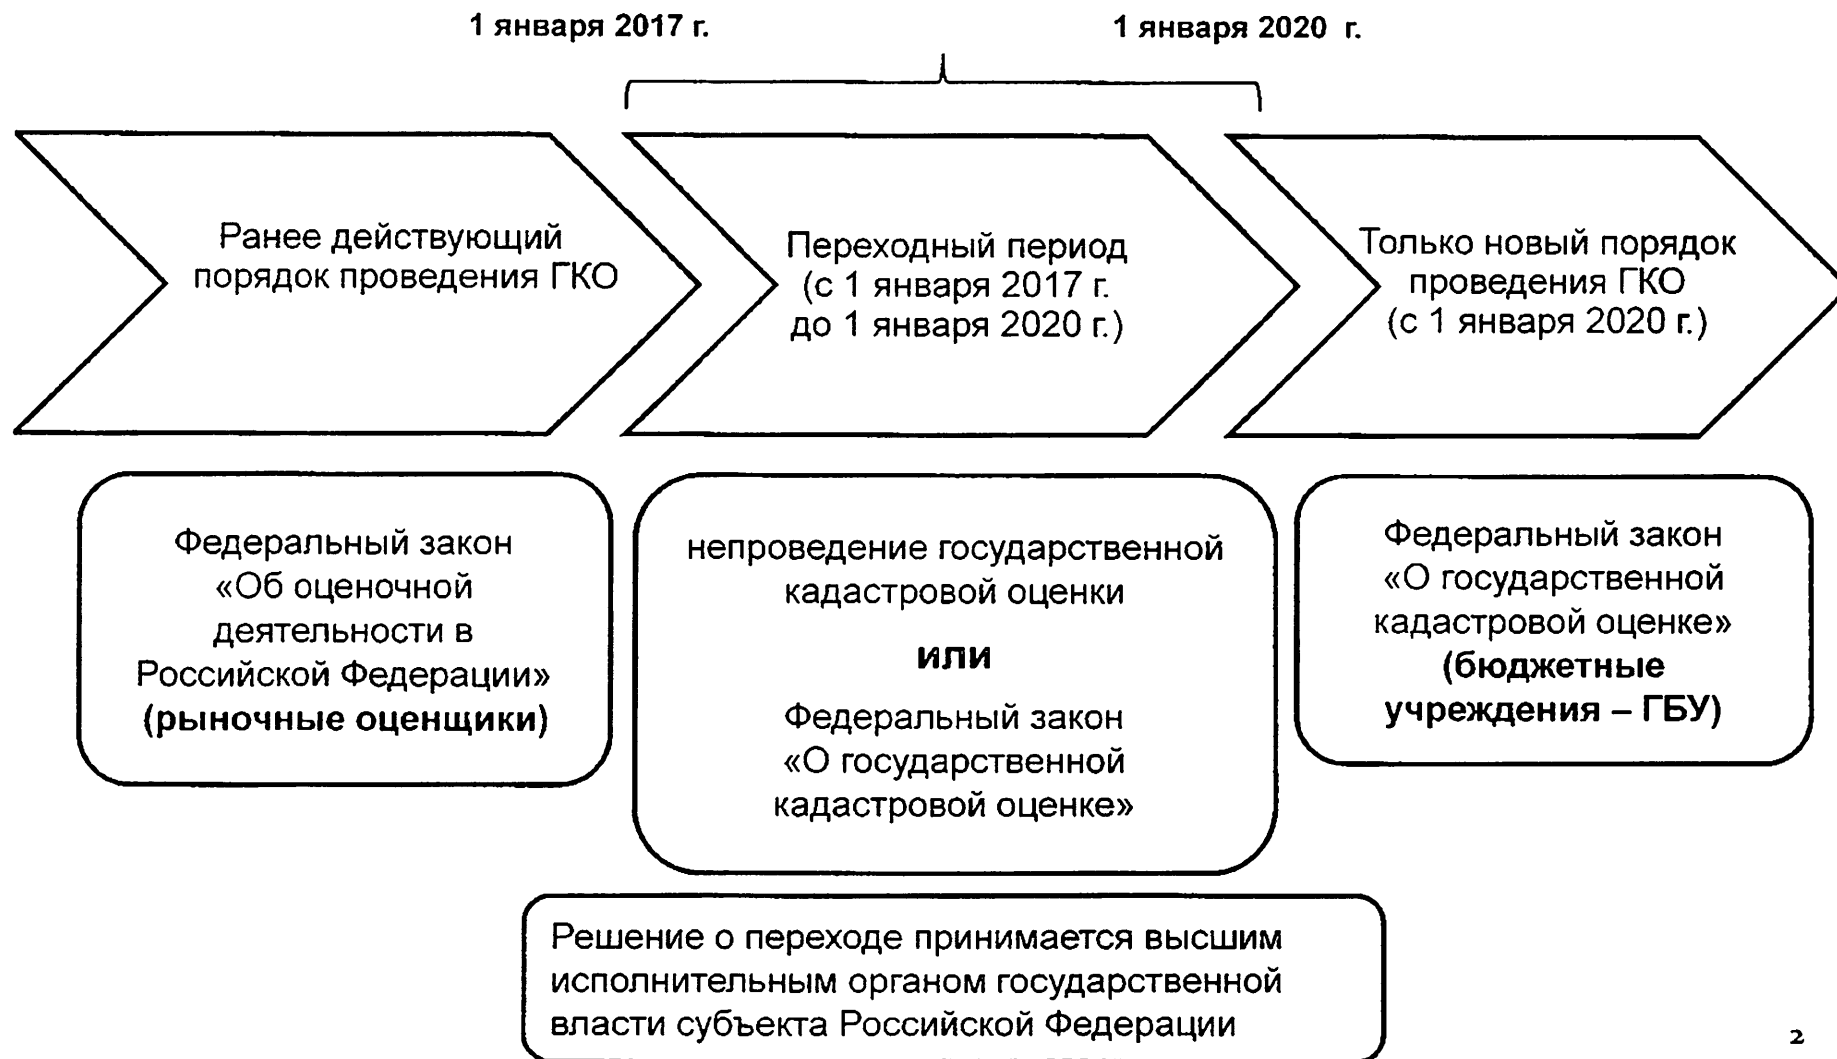 1 января 2017 г.
1 января 2020 г.
Ранее действующий
порядок проведения ГКО
Переходный период
(с 1 января 2017 г.
до 1 января 2020 г.)
Только новый порядок
проведения ГКО
(с 1 января 2020 г.)
Федеральный закон
«Об оценочной
деятельности в
Российской Федерации»
(рыночные оценщики)
непроведение государственной
кадастровой оценки
или
Федеральный закон
«О государственной
кадастровой оценке»
Федеральный закон
«О государственной
кадастровой оценке»
(бюджетные
учреждения – ГБУ)
Решение о переходе принимается высшим
исполнительным органом государственной
власти субъекта Российской Федерации
2